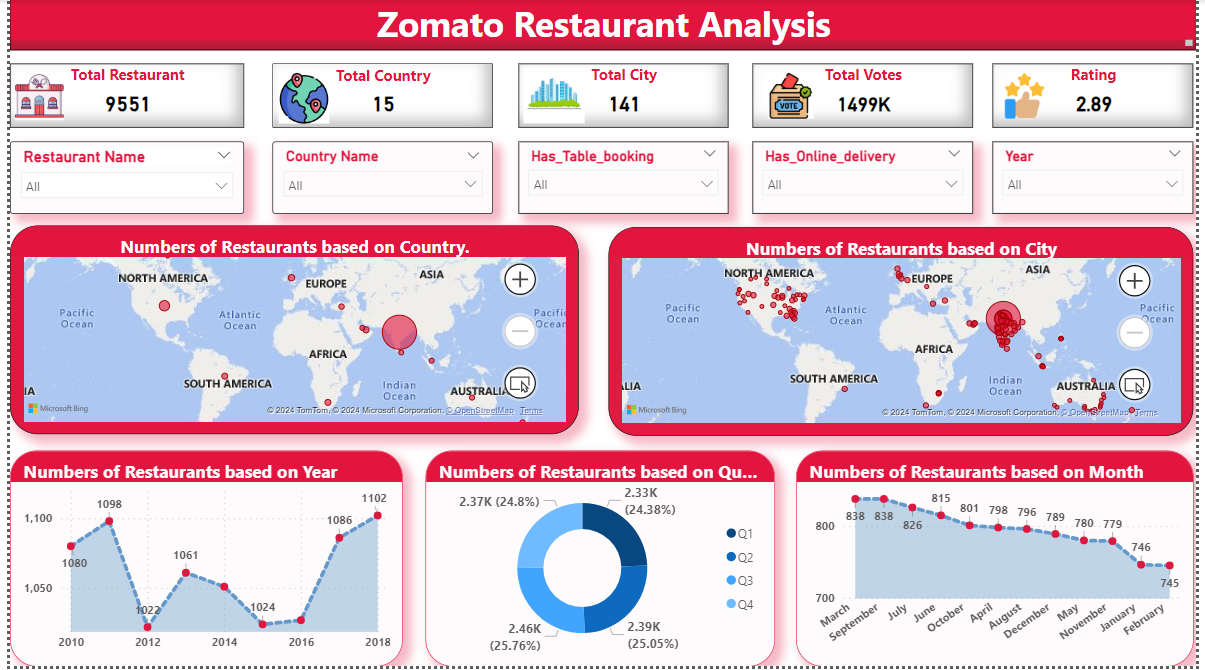 Zomato Restaurant Analysis
Total Restaurant
9551
Total Country
15
Total City
141
VOTE
Total Votes
1499K
Rating
2.89
Restaurant Name
All
Country Name
All
Has_Table_booking
All
Has_Online_delivery
All
Year
All
Numbers of Restaurants based on Country.
NORTH AMERICA
EUROPE
ASIA
Pacific
Ocean
Atlantic
Ocean
Pacific
Ocean
AFRICA
SOUTH AMERICA
Indian
Ocean
IA
AUSTRALIA
Microsoft Bing
© 2024 TomTom, © 2024 Microsoft Corporation, © OpenStreetMap Terms
Numbers of Restaurants based on City
NORTH AMERICA
EUROPE
ASIA
Pacific
Ocean
Atlantic
Ocean
Pacific
Ocean
AFRICA
SOUTH AMERICA
Indian
Ocean
LIA
AUSTRALIA
Microsoft Bing
© 2024 TomTom, © 2024 Microsoft Corporation, © OpenStreetMap Terms
Numbers of Restaurants based on Year
1,100
1,050
1080
1098
1022
1061
1024
1086
1102
2010
2012
2014
2016
2018
Numbers of Restaurants based on Qu...
2.37K (24.8%)
2.33K
(24.38%)
2.46K
(25.76%)
2.39K
(25.05%)
Q1
Q2
Q3
Q4
Numbers of Restaurants based on Month
800
700
838
838
826
815
801
798
796
789
780
779
746
745
March
September
July
June
October
April
August
December
May
November
January
February